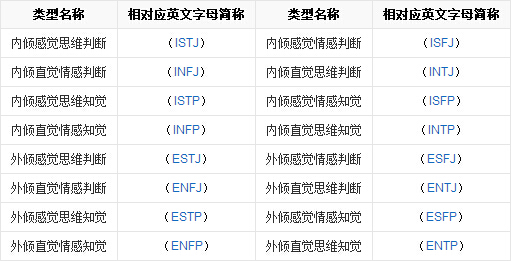 类型名称 相对应英文字母简称 类型名称 相对应英文字母简称
内倾感觉思维判断 （ISTJ） 内倾感觉情感判断 （ISFJ）
内倾直觉情感判断 （INFJ） 内倾直觉思维判断 （INTJ）
内倾感觉思维知觉 （ISTP） 内倾感觉情感知觉 （ISFP）
内倾直觉情感知觉 （INFP） 内倾直觉思维知觉 （INTP）
外倾感觉思维判断 （ESTJ） 外倾感觉情感判断 （ESFJ）
外倾直觉情感判断 （ENFJ） 外倾直觉思维判断 （ENTJ）
外倾感觉思维知觉 （ESTP） 外倾感觉情感知觉 （ESFP）
外倾直觉情感知觉 （ENFP） 外倾直觉思维知觉 （ENTP）